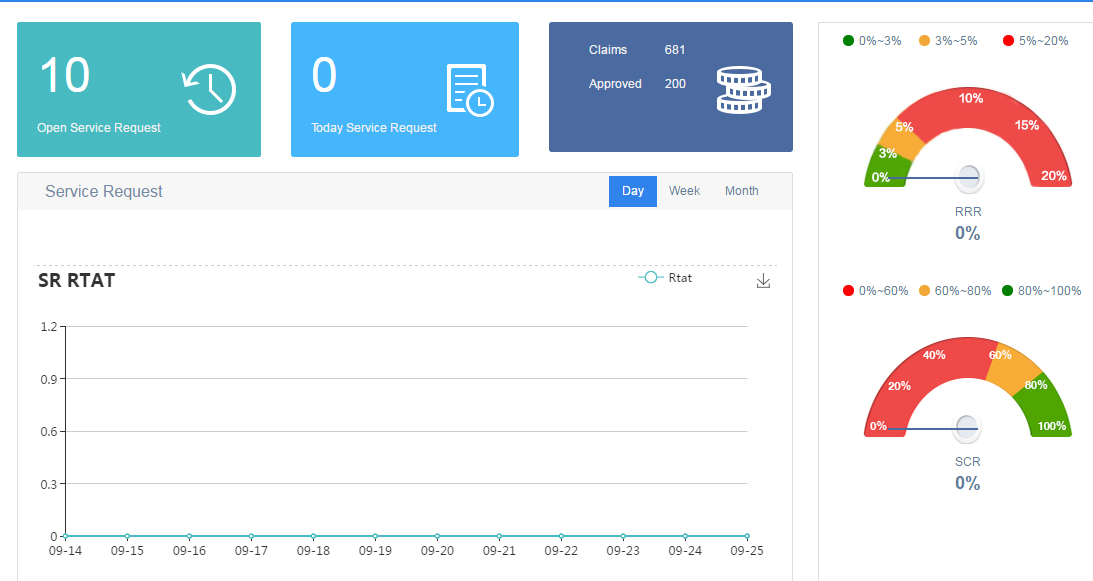 10
Open Service Request
0
Today Service Request
Claims 681
Approved 200
Service Request
Day Week Month
SR RTAT
Rtat
1.2
0.9
0.6
0.3
0
09-14 09-15 09-16 09-17 09-18 09-19 09-20 09-21 09-22 09-23 09-24 09-25
0%~3% 3%~5% 5%~20%
0%
3%
5%
10%
15%
20%
RRR
0%
0%~60% 60%~80% 80%~100%
0%
20%
40%
60%
80%
100%
SCR
0%